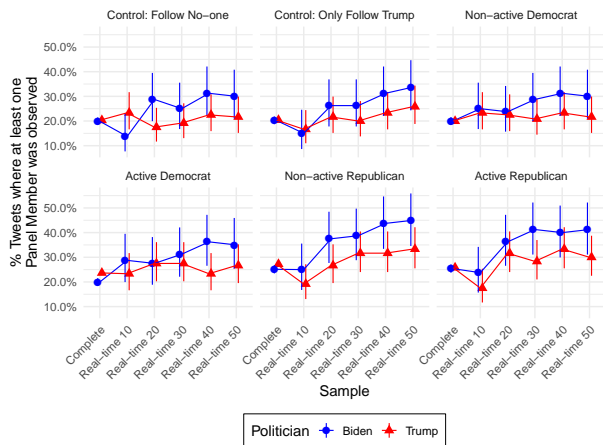 Control: Follow No−one Control: Only Follow Trump Non−active Democrat
50.0%
40.0%
30.0%
20.0%
10.0%
Active Democrat Non−active Republican Active Republican
50.0%
40.0%
30.0%
20.0%
10.0%
% Tweets where at least one
Panel Member was observed
Complete Real−time 10 Real−time 20 Real−time 30 Real−time 40 Real−time 50 Complete Real−time 10 Real−time 20 Real−time 30 Real−time 40 Real−time 50 Complete Real−time 10 Real−time 20 Real−time 30 Real−time 40 Real−time 50
Sample
Politician Biden Trump